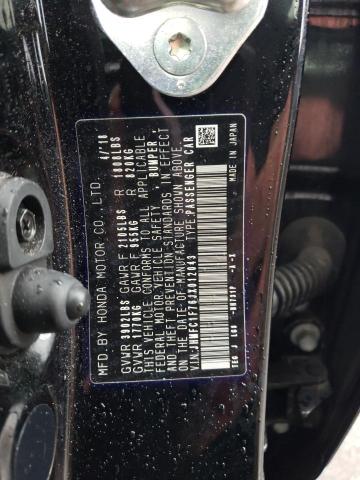 MFD. BY HONDA MOTOR CO., LTD. 4/'18
GVWR 3902LBS GAWR F 2105LBS R 1808LBS
GVWR 1770KG GAWR F 955KG R 820KG
THIS VEHICLE CONFORMS TO ALL APPLICABLE
FEDERAL MOTOR VEHICLE SAFETY, BUMPER,
AND THEFT PREVENTION STANDARDS IN EFFECT
ON THE DATE OF MANUFACTURE SHOWN ABOVE.
TYPE:PASSENGER CAR
MADE IN JAPAN